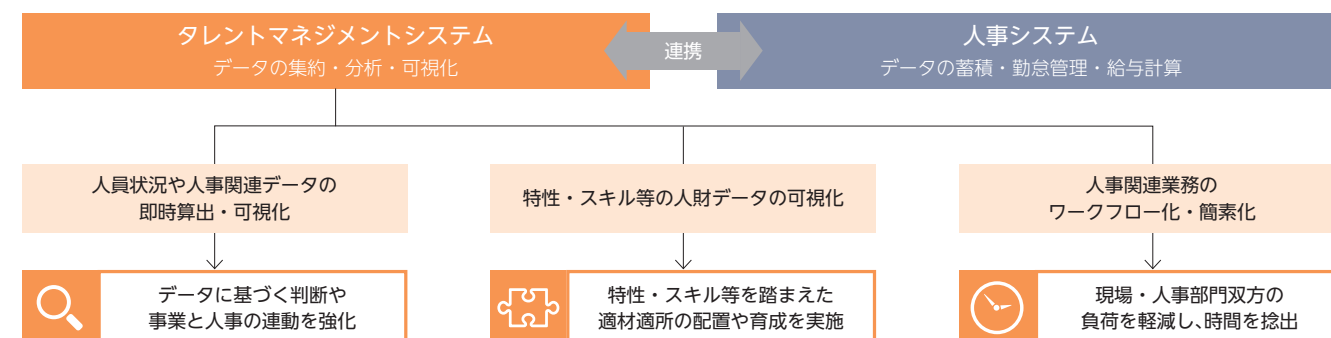 タレントマネジメントシステム
データの集約・分析・可視化
連携
人事システム
データの蓄積・勤怠管理・給与計算
人員状況や人事関連データの
即時算出・可視化
特性・スキル等の人財データの可視化
人事関連業務の
ワークフロー化・簡素化
データに基づく判断や
事業と人事の連動を強化
特性・スキル等を踏まえた
適材適所の配置や育成を実施
現場・人事部門双方の
負荷を軽減し、時間を捻出